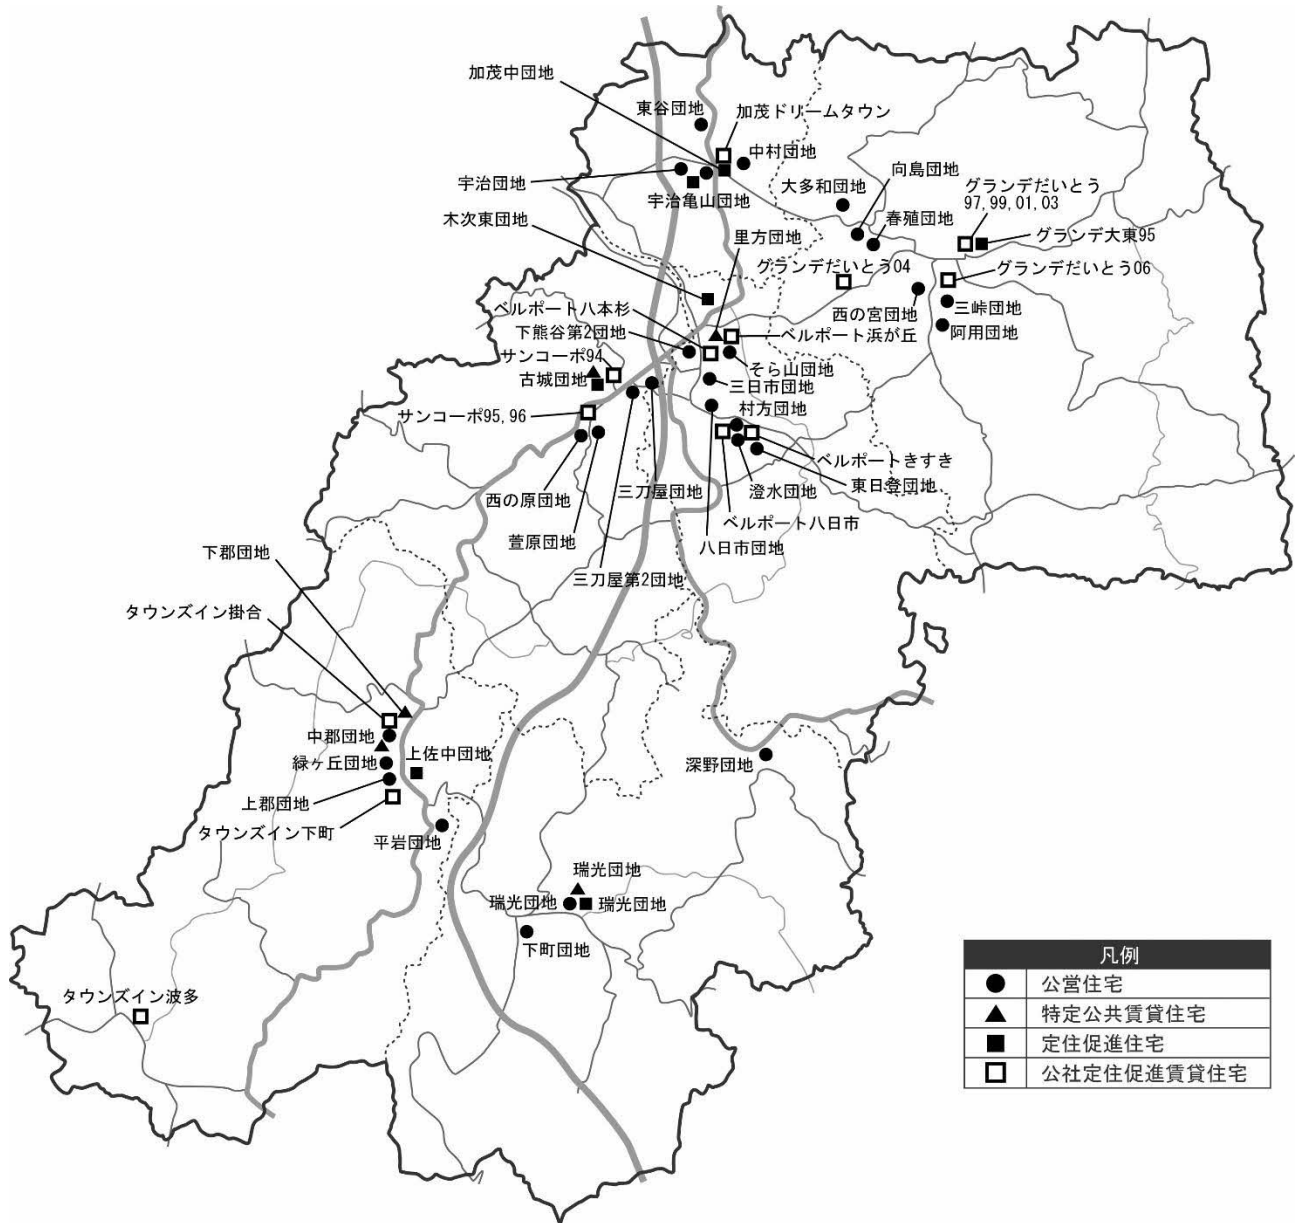 加茂中団地
東谷団地
加茂ドリームタウン
中村団地
宇治団地
宇治亀山団地
大多和団地
向島団地
グランデだいとう
97,99,01,03
木次東団地
春殖団地
里方団地
グランデ大東95
グランデだいとう04
グランデだいとう06
西の宮団地
三峠団地
阿用団地
ベルポート八本杉
下熊谷第2団地
ベルポート浜が丘
サンコーポ94
そら山団地
古城団地
三日市団地
サンコーポ95,96
村方団地
ベルポートきすき
東日登団地
西の原団地
三刀屋団地
澄水団地
ベルポート八日市
萱原団地
八日市団地
三刀屋第2団地
下郡団地
タウンズイン掛合
中郡団地
上佐中団地
緑ヶ丘団地
深野団地
上郡団地
タウンズイン下町
平岩団地
瑞光団地
瑞光団地
瑞光団地
下町団地
タウンズイン波多
凡例
公営住宅
特定公共賃貸住宅
定住促進住宅
公社定住促進賃貸住宅